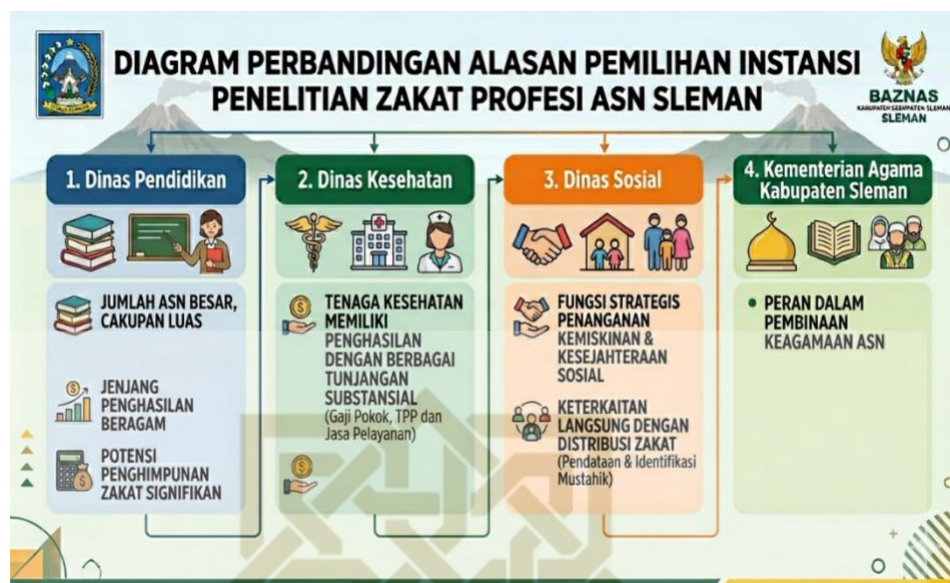 DIAGRAM PERBANDINGAN ALASAN PEMILIHAN INSTANSI
PENELITIAN ZAKAT PROFESI ASN SLEMAN
BAZNAS
KABUPATEN SEBUPATEN SLEMAN
SLEMAN
1. Dinas Pendidikan
JUMLAH ASN BESAR,
CAKUPAN LUAS
JENJANG
PENGHASILAN
BERAGAM
POTENSI
PENGHIMPUNAN
ZAKAT SIGNIFIKAN
2. Dinas Kesehatan
TENAGA KESEHATAN
MEMILIKI
PENGHASILAN
DENGAN BERBAGAI
TUNJANGAN
SUBSTANSIAL
(Gaji Pokok, TPP dan
Jasa Pelayanan)
3. Dinas Sosial
FUNGSI STRATEGIS
PENANGANAN
KEMISKINAN &
KESEJAHTERAAN
SOSIAL
KETERKAITAN
LANGSUNG DENGAN
DISTRIBUSI ZAKAT
(Pendataan & Identifikasi
Mustahik)
4. Kementerian Agama
Kabupaten Sleman
• PERAN DALAM
PEMBINAAN
KEAGAMAAN ASN